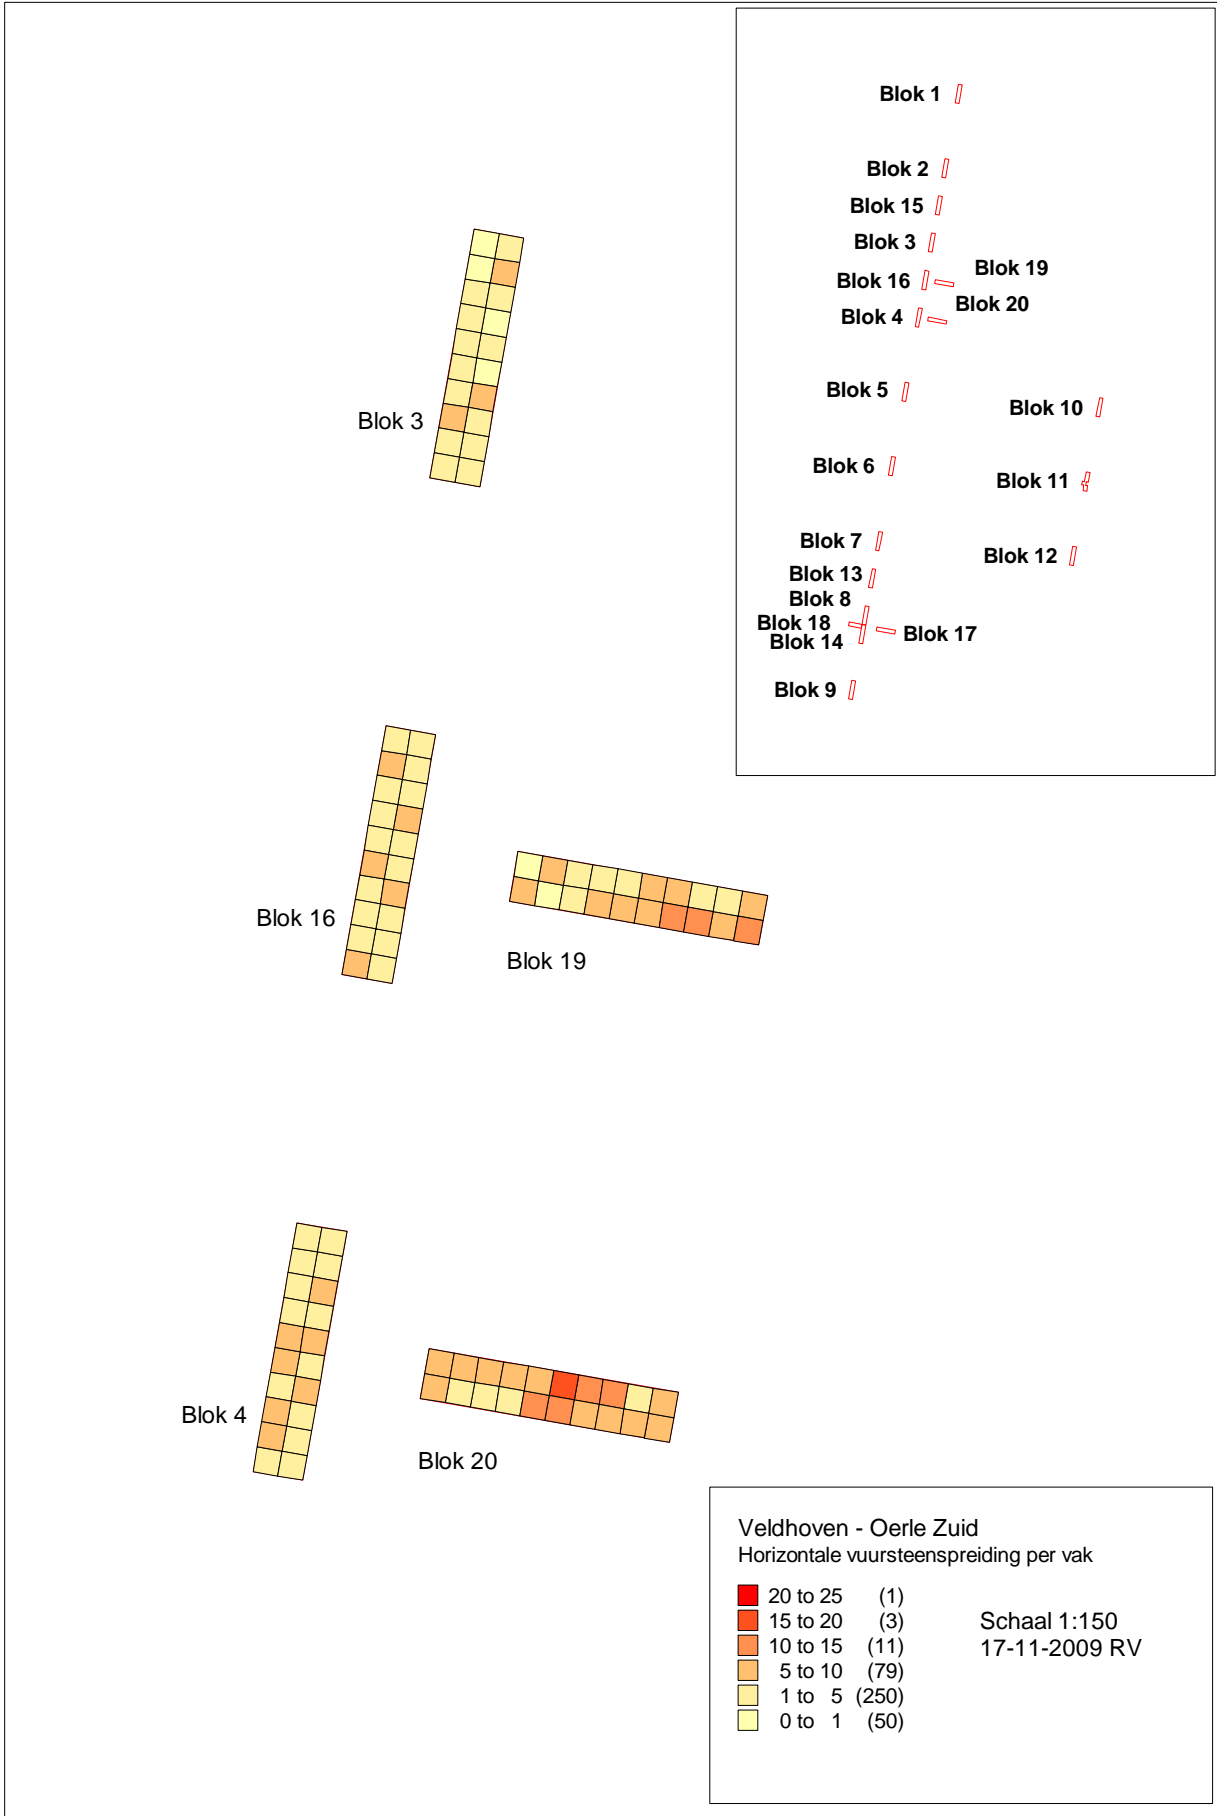 Blok 1
Blok 2
Blok 15
Blok 3
Blok 19
Blok 16
Blok 20
Blok 4
Blok 5
Blok 10
Blok 6
Blok 11
Blok 7
Blok 12
Blok 13
Blok 8
Blok 18
Blok 17
Blok 14
Blok 9
Blok 3
Blok 16
Blok 19
Blok 4
Blok 20
Veldhoven - Oerle Zuid
Horizontale vuursteenspreiding per vak
20 to 25 (1)
15 to 20 (3)
10 to 15 (11)
5 to 10 (79)
1 to 5 (250)
0 to 1 (50)
Schaal 1:150
17-11-2009 RV